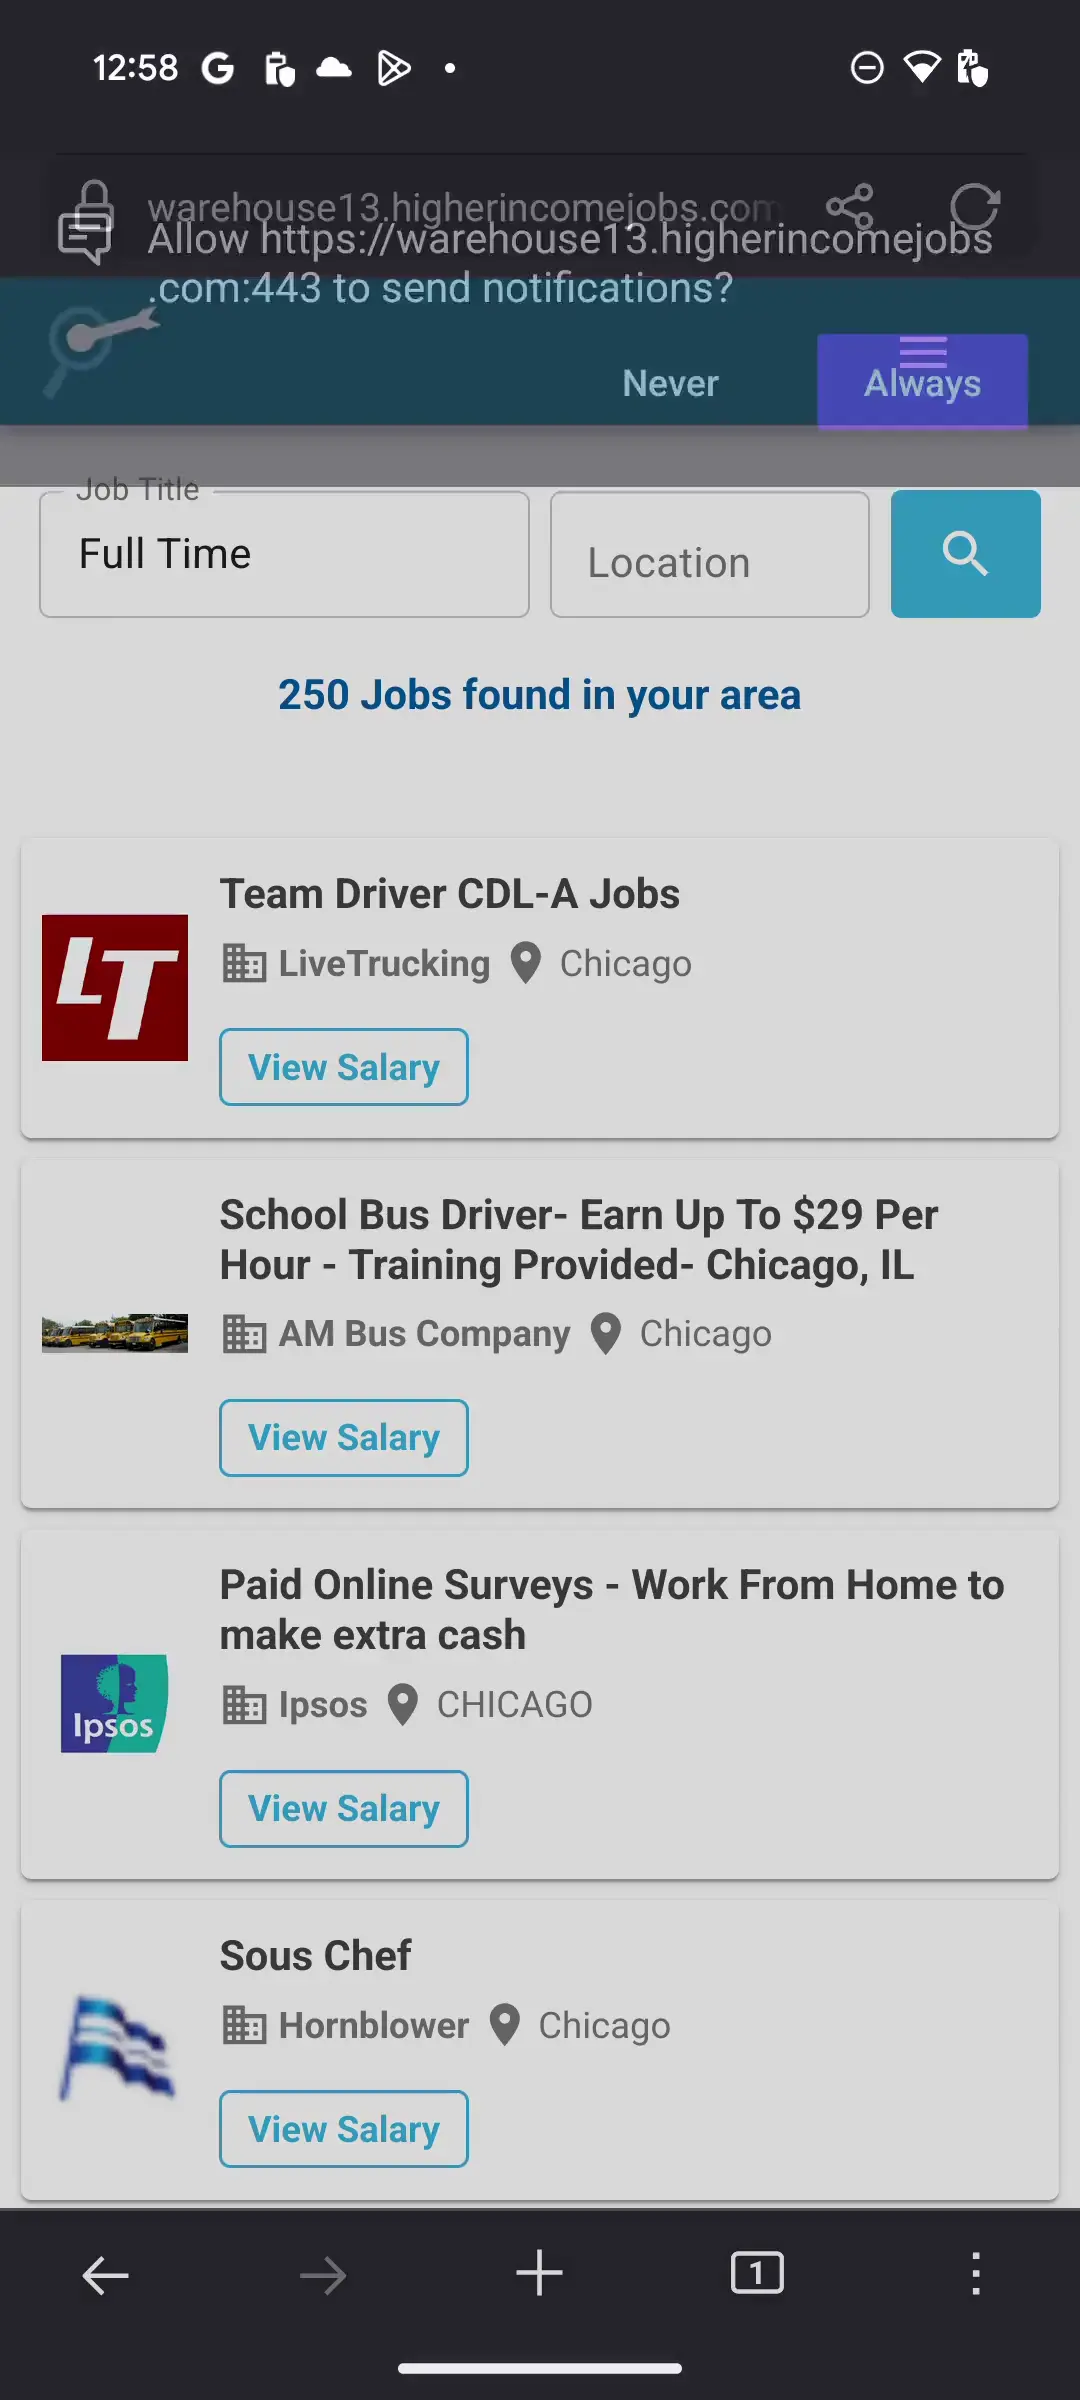 12:58
warehouse13.higherincomejobs.com
Allow https://warehouse13.higherincomejobs
.com:443 to send notifications?
Never
Always
Job Title
Full Time
Location
250 Jobs found in your area
LT
Team Driver CDL-A Jobs
LiveTrucking
Chicago
View Salary
School Bus Driver- Earn Up To $29 Per
Hour - Training Provided- Chicago, IL
AM Bus Company
Chicago
View Salary
Paid Online Surveys - Work From Home to
make extra cash
Ipsos
Ipsos
CHICAGO
View Salary
Sous Chef
Hornblower
Chicago
View Salary
1